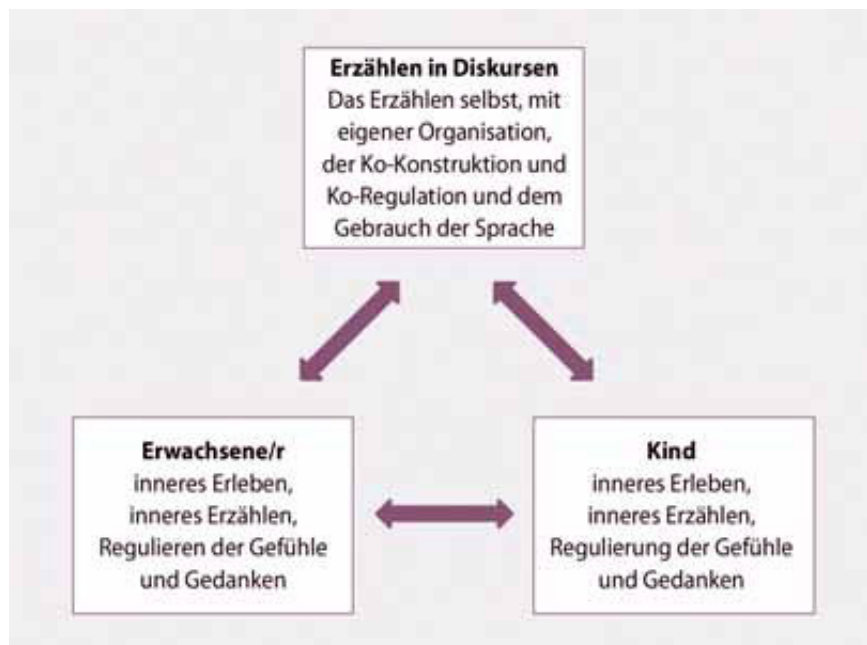 Erzählen in Diskursen
Das Erzählen selbst, mit
eigener Organisation,
der Ko-Konstruktion und
Ko-Regulation und dem
Gebrauch der Sprache
Erwachsene/r
inneres Erleben,
inneres Erzählen,
Regulieren der Gefühle
und Gedanken
Kind
inneres Erleben,
inneres Erzählen,
Regulierung der Gefühle
und Gedanken